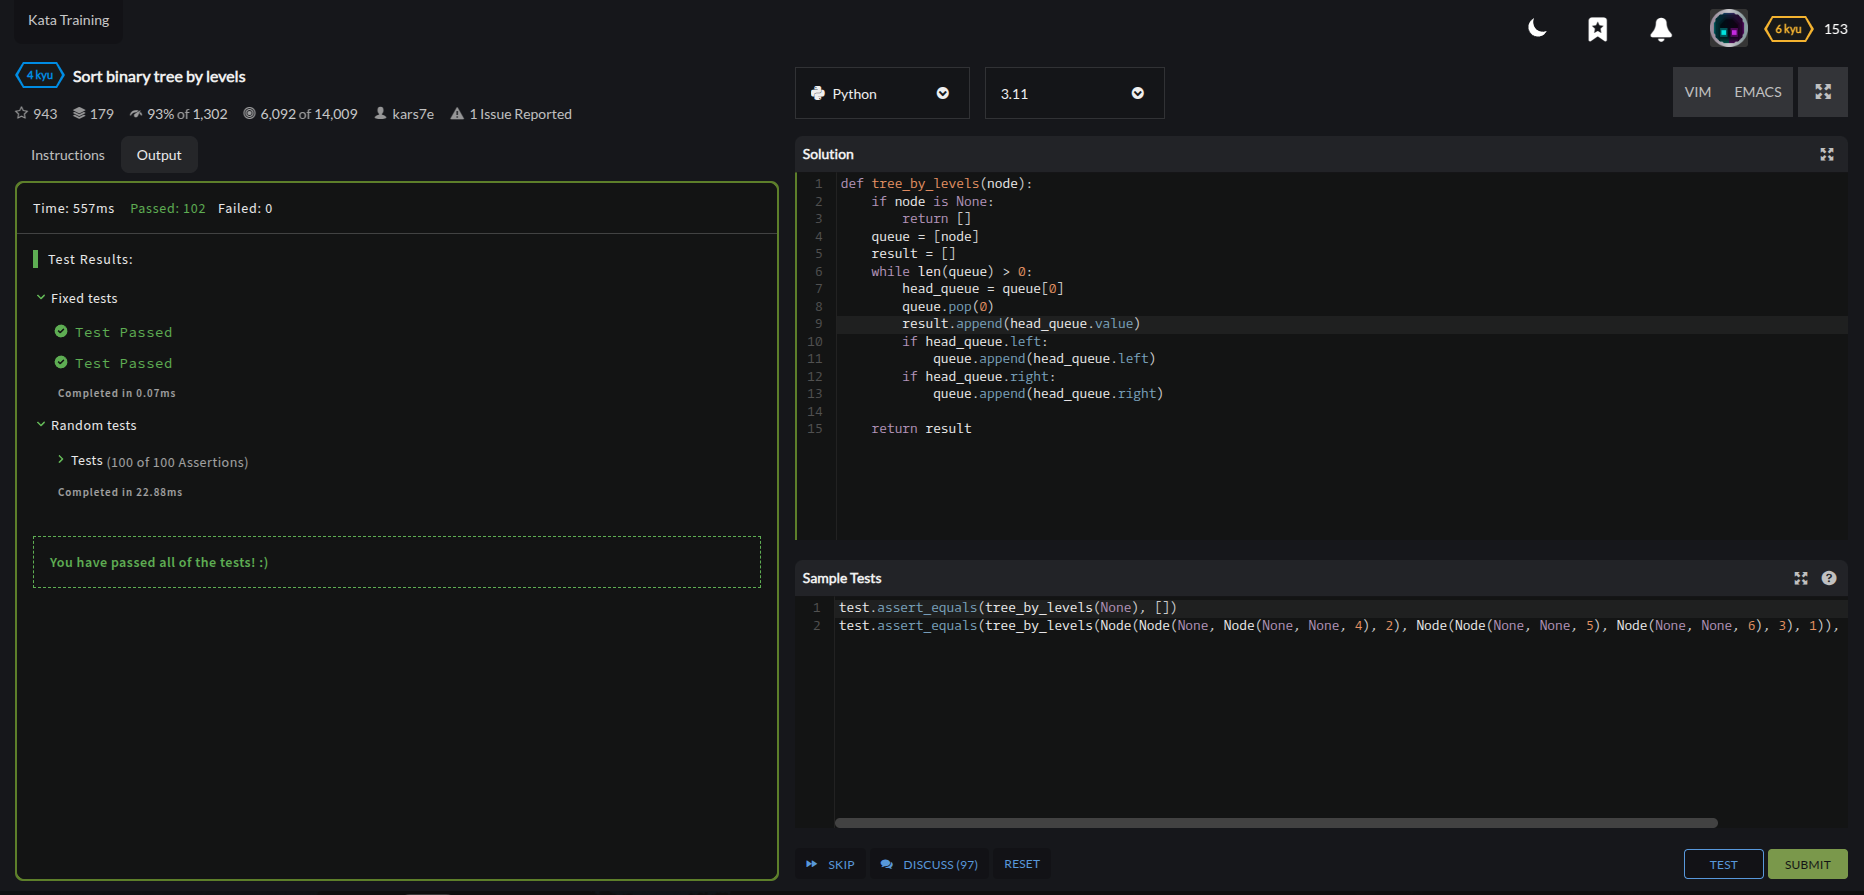 Kata Training
6 kyu 153
4 kyu Sort binary tree by levels
943 179 93% of 1,302 6,092 of 14,009 kars7e 1 Issue Reported
Instructions Output
Time: 557ms Passed: 102 Failed: 0
Test Results:
Fixed tests
Test Passed
Test Passed
Completed in 0.07ms
Random tests
Tests (100 of 100 Assertions)
Completed in 22.88ms
You have passed all of the tests! :)
Python 3.11 VIM EMACS
Solution
1 def tree_by_levels(node):
2 if node is None:
3 return []
4 queue = [node]
5 result = []
6 while len(queue) > 0:
7 head_queue = queue[0]
8 queue.pop(0)
9 result.append(head_queue.value)
10 if head_queue.left:
11 queue.append(head_queue.left)
12 if head_queue.right:
13 queue.append(head_queue.right)
14
15 return result
Sample Tests
1 test.assert_equals(tree_by_levels(None), [])
2 test.assert_equals(tree_by_levels(Node(Node(None, Node(None, None, 4), 2), Node(Node(None, None, 5), Node(None, None, 6), 3), 1)),
SKIP DISCUSS (97) RESET TEST SUBMIT